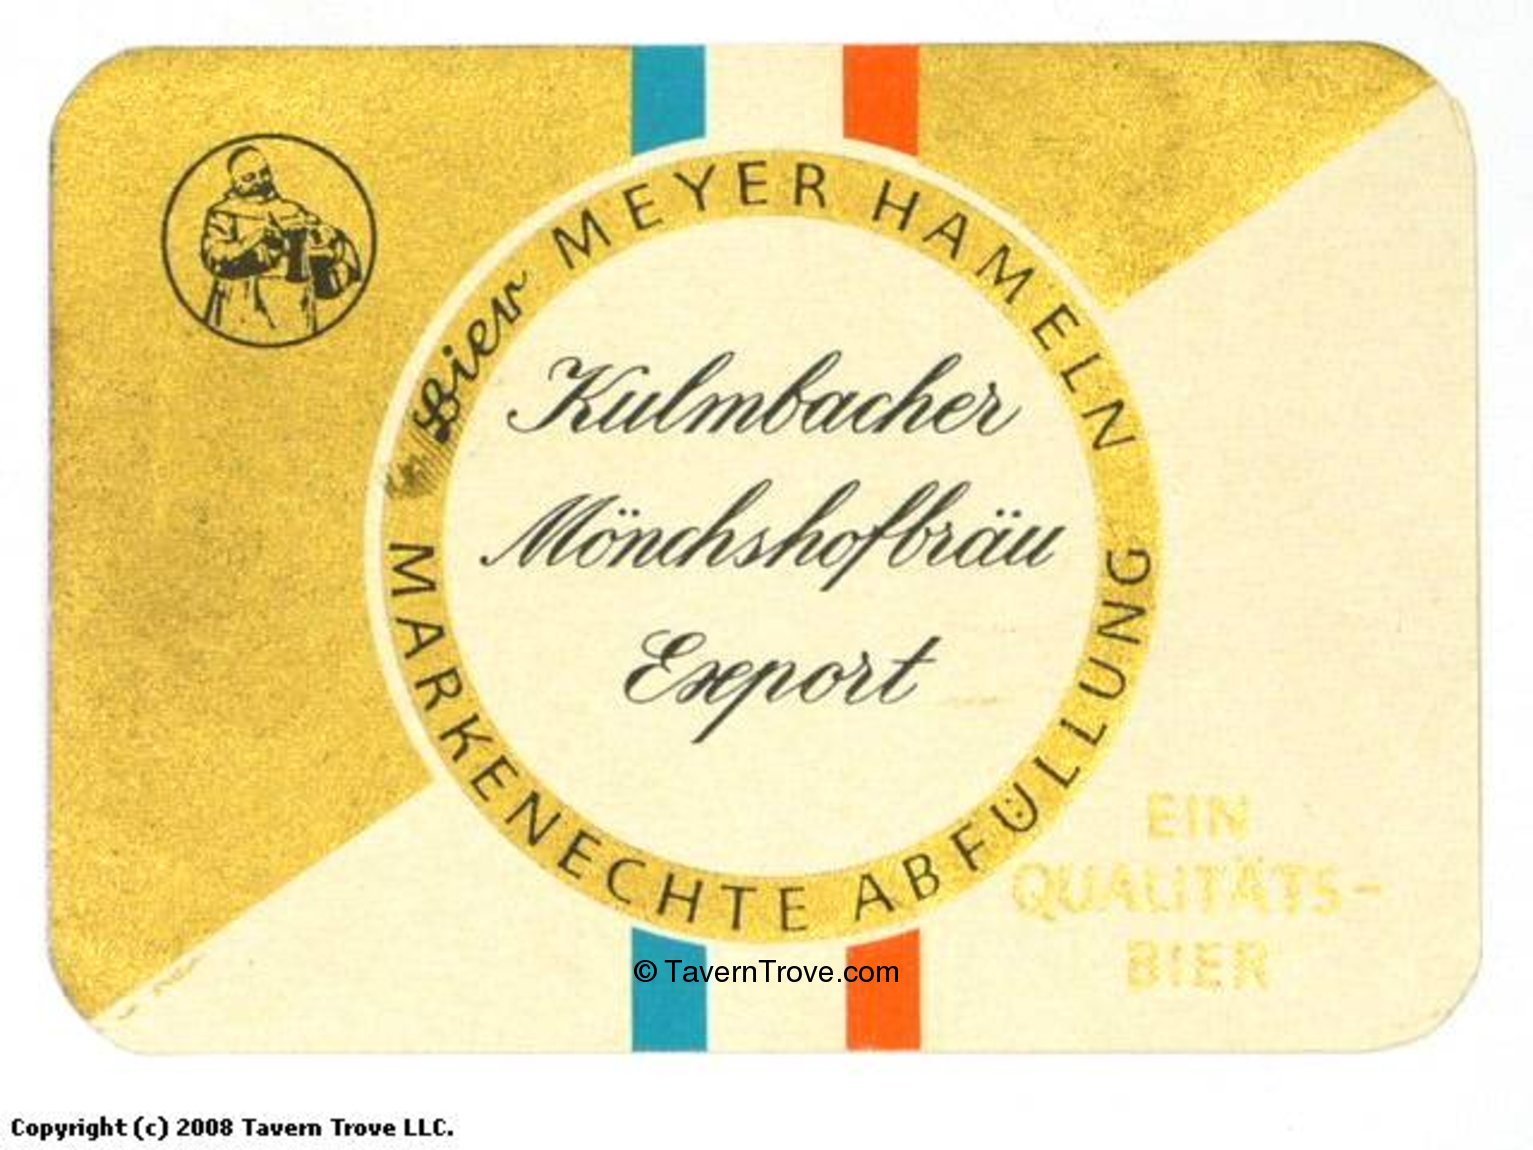 Bier MEYER HAMELN
Kulmbacher
Mönchshofbräu
Export
MARKENECHTE ABFÜLLUNG
EIN
QUALITÄTS-
BIER
© TavernTrove.com
Copyright (c) 2008 Tavern Trove LLC.